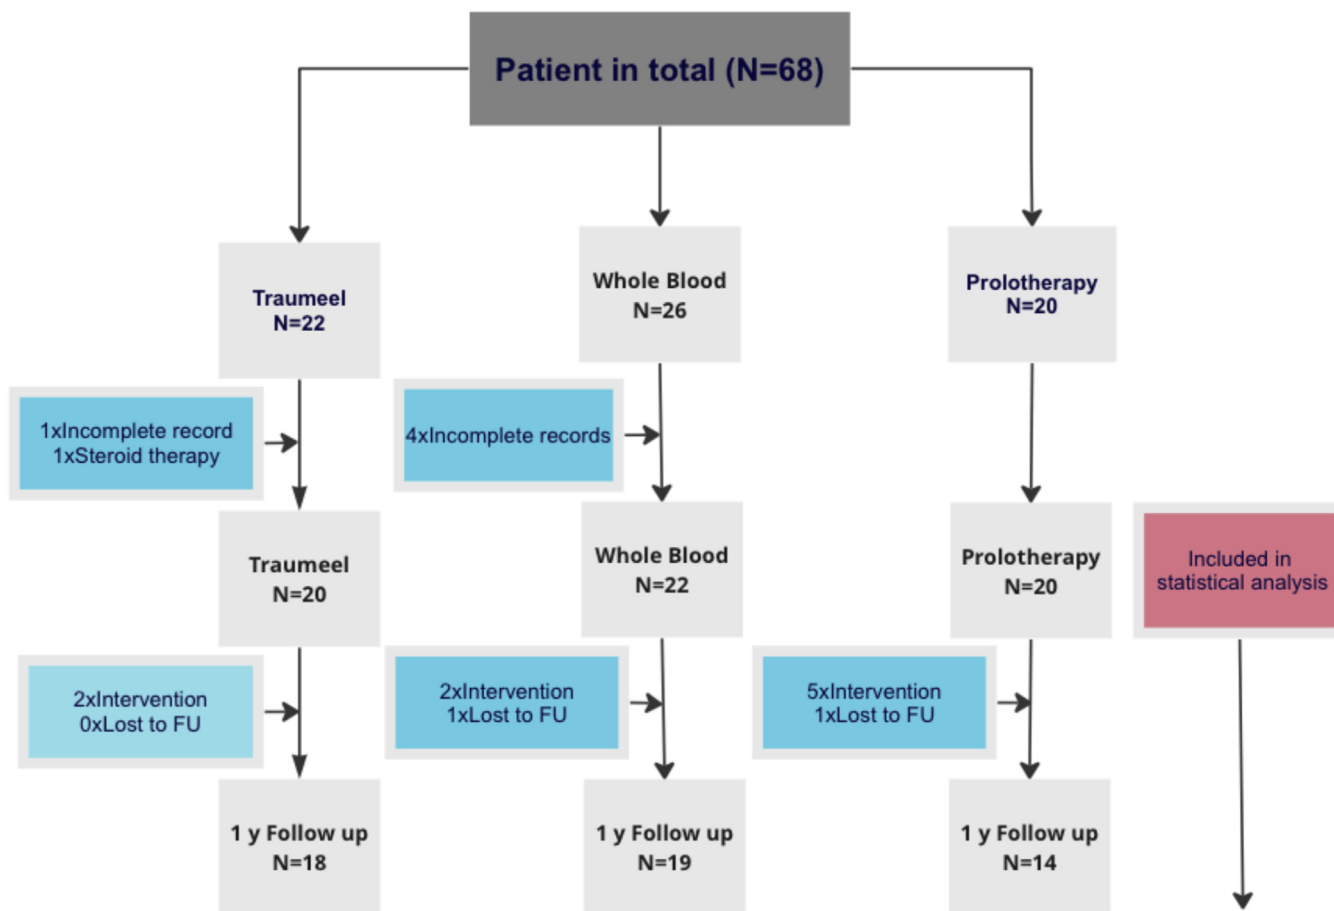 Patient in total (N=68)
Traumeel
N=22
Whole Blood
N=26
Prolotherapy
N=20
1xIncomplete record
1xSteroid therapy
4xIncomplete records
Traumeel
N=20
Whole Blood
N=22
Prolotherapy
N=20
Included in
statistical analysis
2xIntervention
0xLost to FU
2xIntervention
1xLost to FU
5xIntervention
1xLost to FU
1 y Follow up
N=18
1 y Follow up
N=19
1 y Follow up
N=14